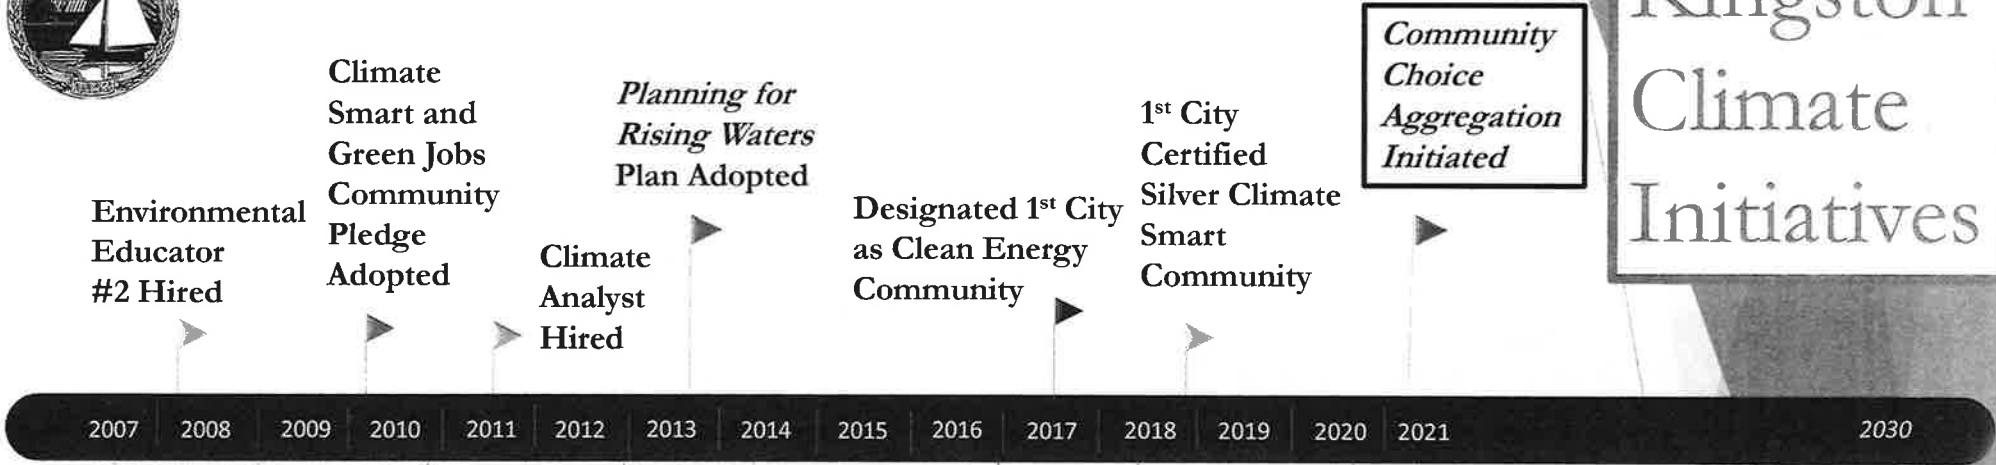 Kingston
Climate
Initiatives
Environmental
Educator
#2 Hired
Climate
Smart and
Green Jobs
Community
Pledge
Adopted
Climate
Analyst
Hired
Planning for
Rising Waters
Plan Adopted
Designated 1st City
as Clean Energy
Community
1st City
Certified
Silver Climate
Smart
Community
Community
Choice
Aggregation
Initiated
2007 2008 2009 2010 2011 2012 2013 2014 2015 2016 2017 2018 2019 2020 2021 2030